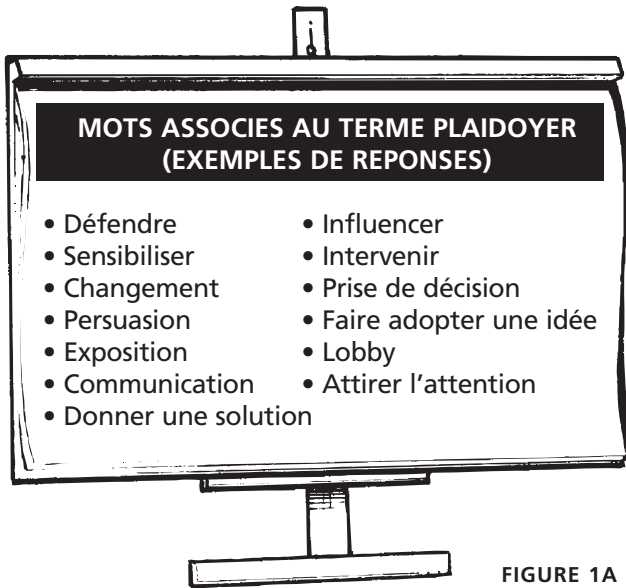 MOTS ASSOCIES AU TERME PLAIDOYER
(EXEMPLES DE REPONSES)
• Défendre
• Sensibiliser
• Changement
• Persuasion
• Exposition
• Communication
• Donner une solution
• Influencer
• Intervenir
• Prise de décision
• Faire adopter une idée
• Lobby
• Attirer l’attention
FIGURE 1A